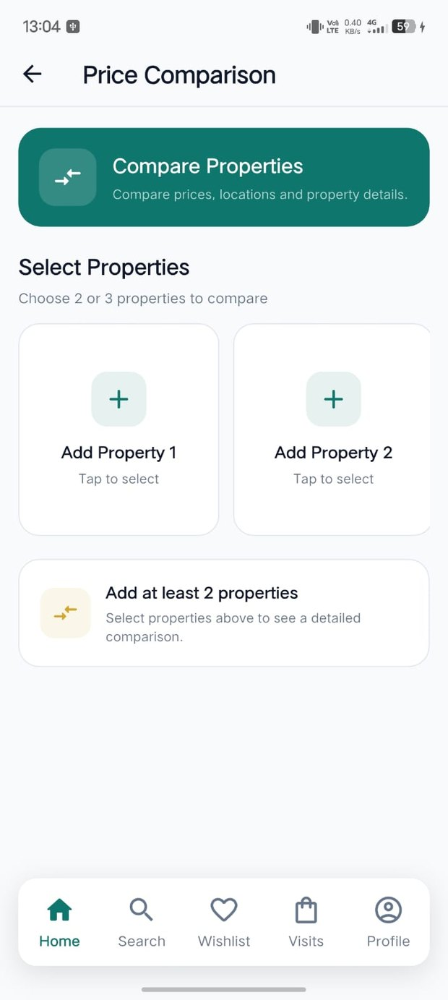 13:04
Vo)) 0.40 4G 59
LTE KB/s
Price Comparison
Compare Properties
Compare prices, locations and property details.
Select Properties
Choose 2 or 3 properties to compare
Add Property 1 Add Property 2
Tap to select Tap to select
Add at least 2 properties
Select properties above to see a detailed
comparison.
Home Search Wishlist Visits Profile